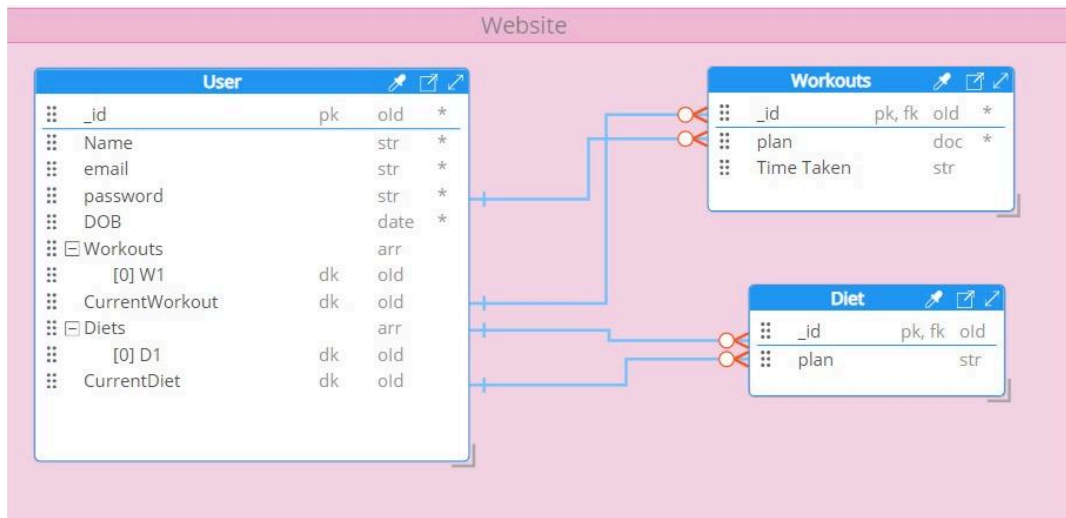 Website
User
_id pk oId *
Name str *
email str *
password str *
DOB date *
Workouts arr
[0] W1 dk oId
CurrentWorkout dk oId
Diets arr
[0] D1 dk oId
CurrentDiet dk oId
Workouts
_id pk, fk oId *
plan doc *
Time Taken str
Diet
_id pk, fk oId
plan str